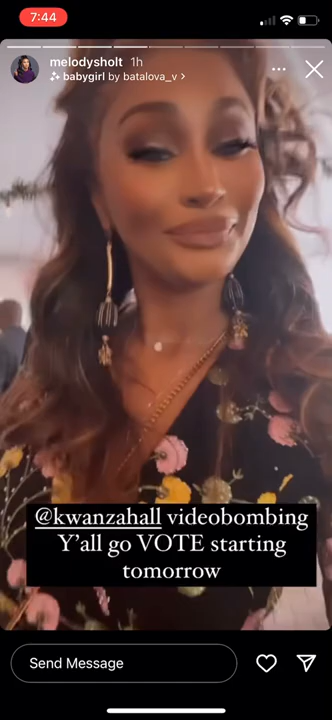 7:44
melodysholt 1h
babygirl by batalova_v >
@kwanzahall videobombing
Y'all go VOTE starting
tomorrow
Send Message